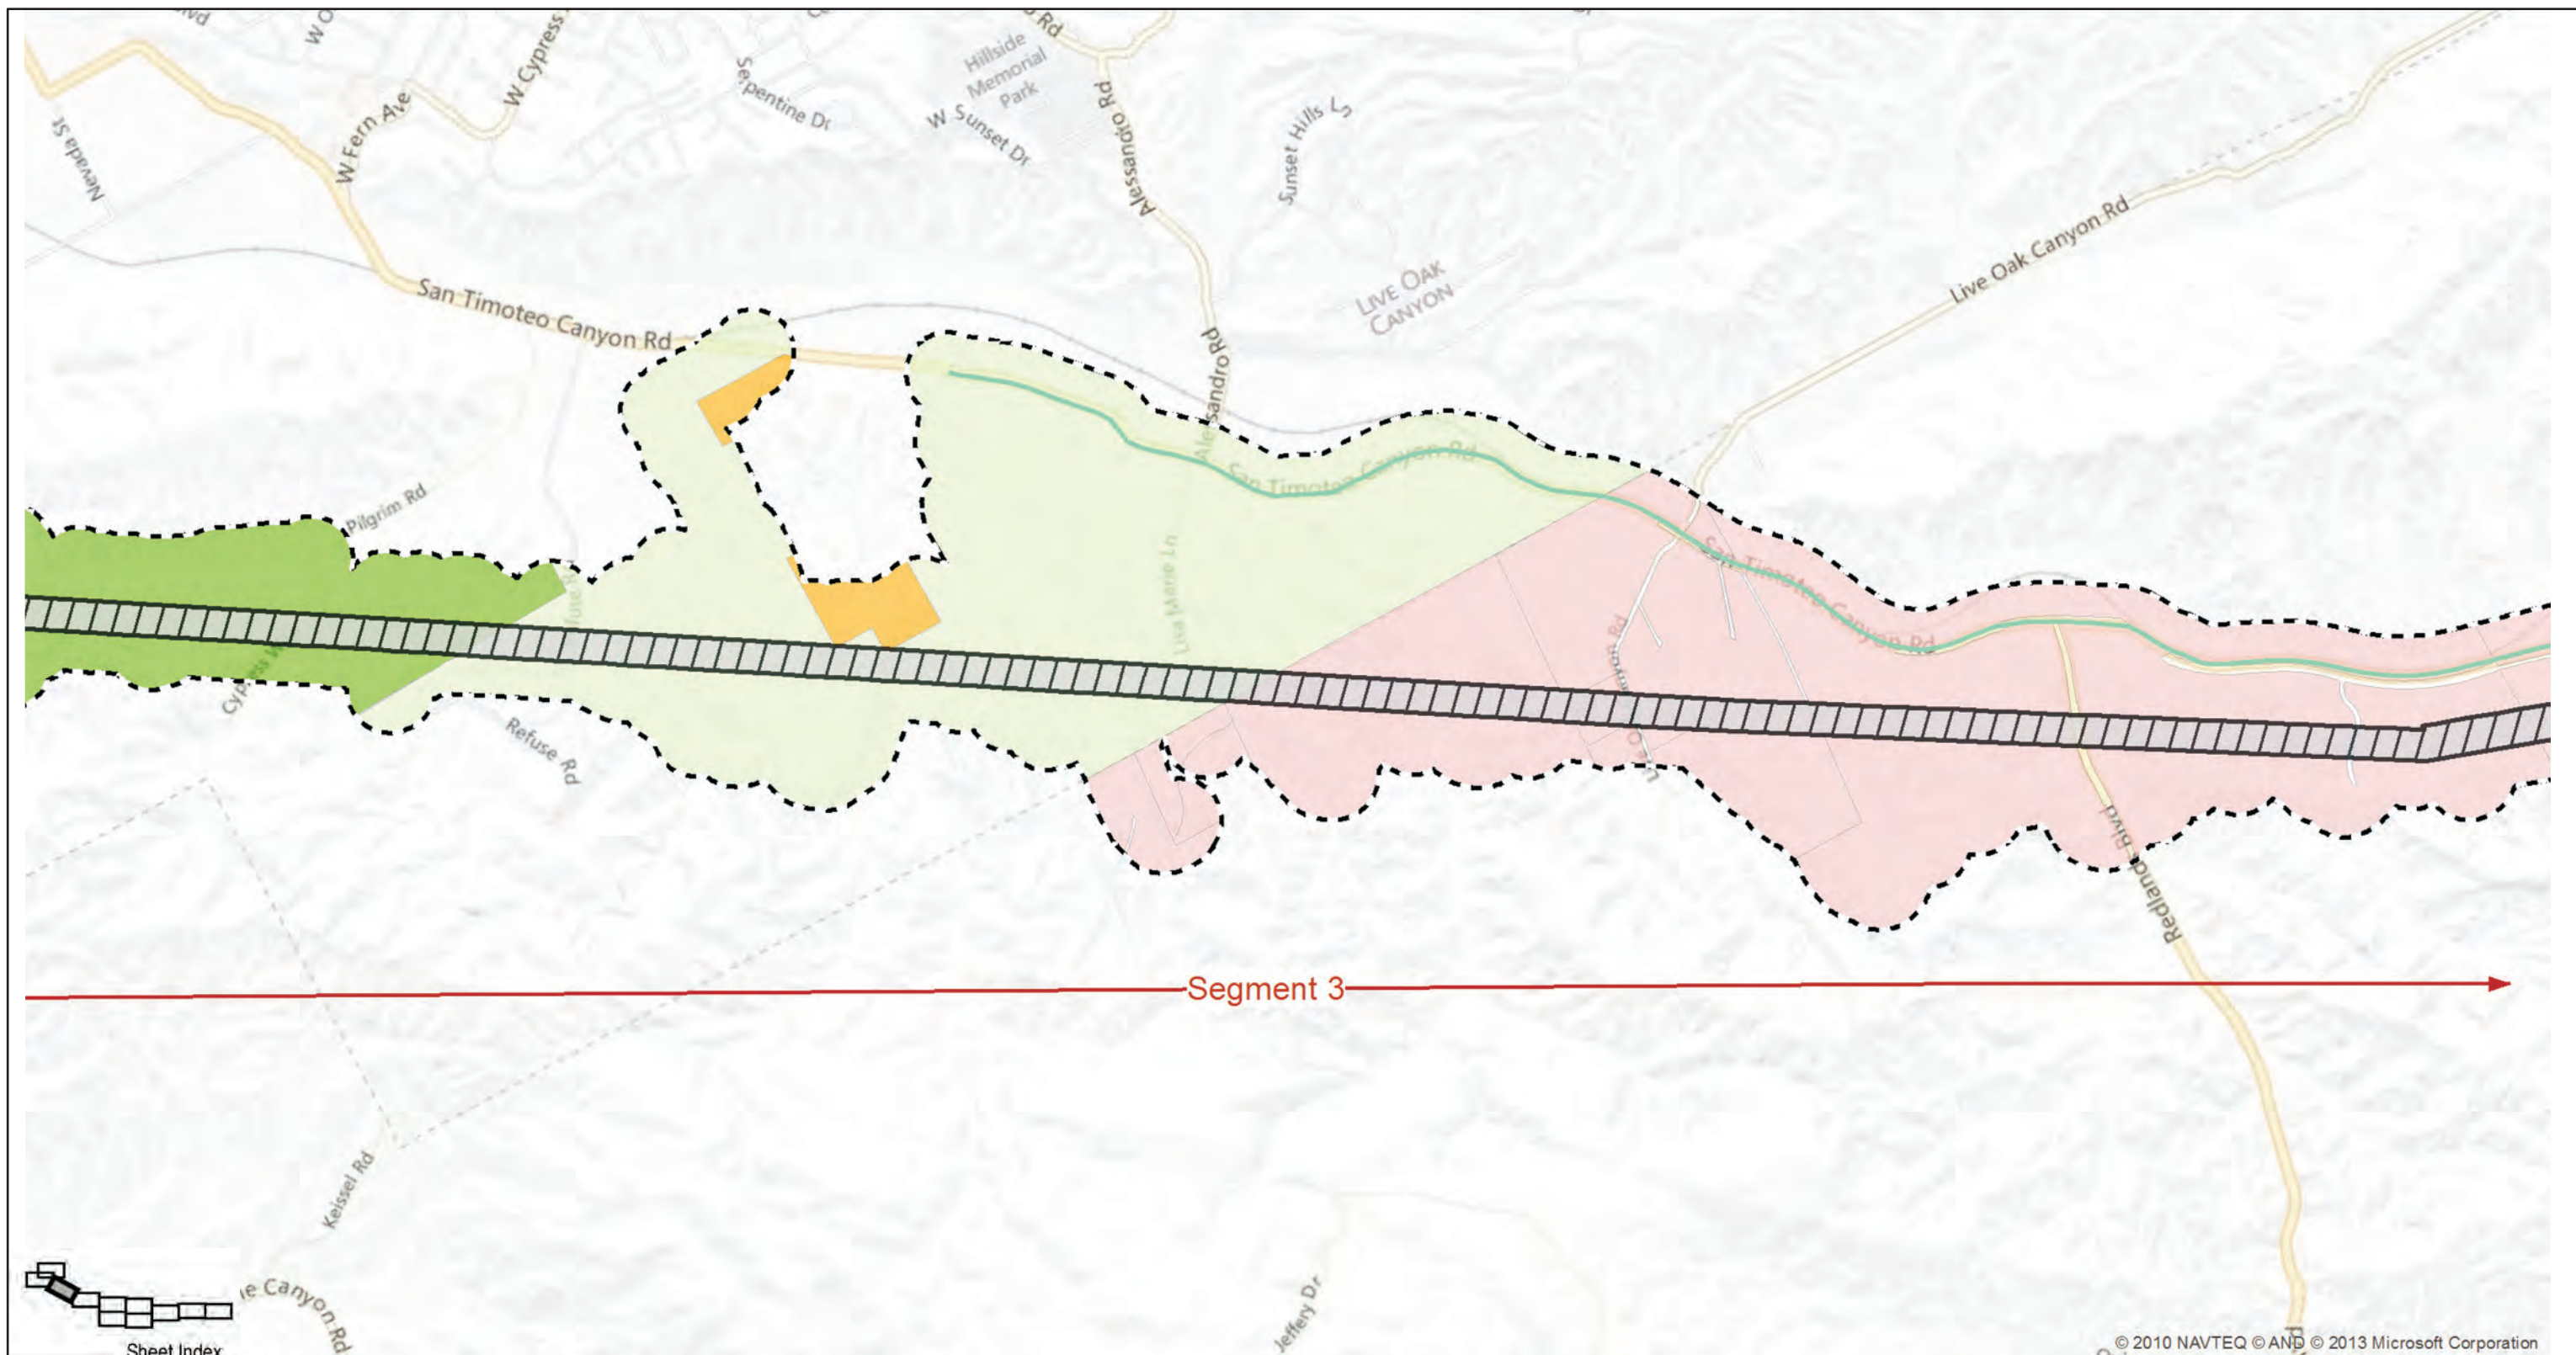 W Cypress
Rd
Nevada St
W Fern Ave
Serpentine Dr
Hillside
Memorial
Park
W Sunset Dr
Alessandro Rd
Sunset Hills Ln
San Timoteo Canyon Rd
LIVE OAK
CANYON
Live Oak Canyon Rd
Alessandro Rd
San Timoteo Canyon Rd
Pilgrim Rd
Lisa Marie Ln
San Timoteo Canyon Rd
Refuse Rd
Redlands Blvd
Segment 3
Keissel Rd
Jeffery Dr
Canyon Rd
Sheet Index
© 2010 NAVTEQ © AND © 2013 Microsoft Corporation